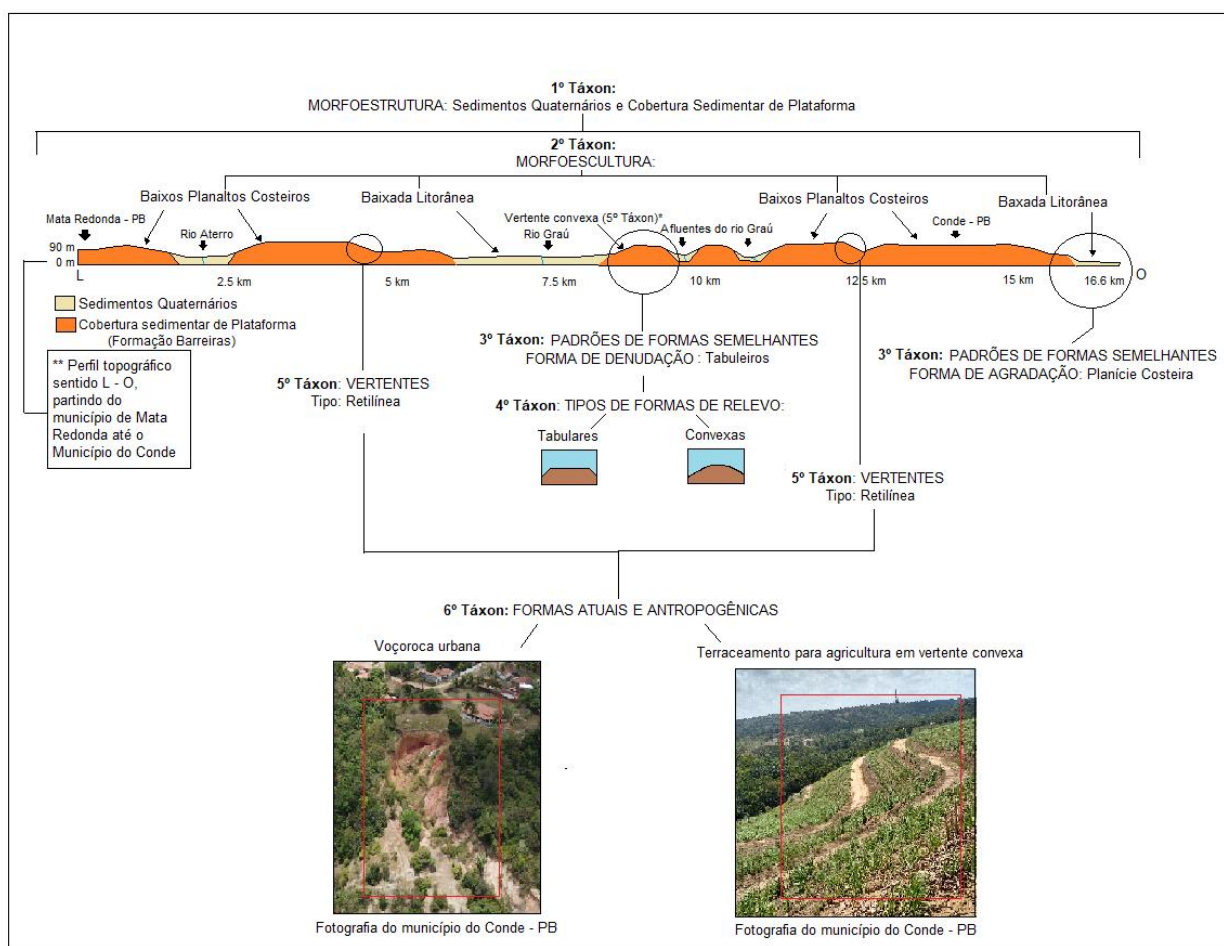 1º Táxon:
MORFOESTRUTURA: Sedimentos Quaternários e Cobertura Sedimentar de Plataforma
2º Táxon:
MORFOESCULTURA:
Baixos Planaltos Costeiros
Baixada Litorânea
Baixos Planaltos Costeiros
Baxada Litorânea
Mata Redonda - PB
Rio Aterro
Vertente convexa (5º Táxon)*
Rio Graú
Afluentes do rio Graú
Conde - PB
90 m
0 m
L
O
2.5 km
5 km
7.5 km
10 km
12.5 km
15 km
16.6 km
Sedimentos Quaternários
Cobertura sedimentar de Plataforma
(Formação Barreiras)
** Perfil topográfico
sentido L - O,
partindo do
município de Mata
Redonda até o
Município do Conde
5º Táxon: VERTENTES
Tipo: Retilínea
3º Táxon: PADRÕES DE FORMAS SEMELHANTES
FORMA DE DENUDAÇÃO : Tabuleiros
3º Táxon: PADRÕES DE FORMAS SEMELHANTES
FORMA DE AGRADAÇÃO: Planície Costeira
4º Táxon: TIPOS DE FORMAS DE RELEVO:
Tabulares
Convexas
5º Táxon: VERTENTES
Tipo: Retilínea
6º Táxon: FORMAS ATUAIS E ANTROPOGÊNICAS
Voçoroca urbana
Terraceamento para agricultura em vertente convexa
Fotografia do município do Conde - PB
Fotografia do município do Conde - PB